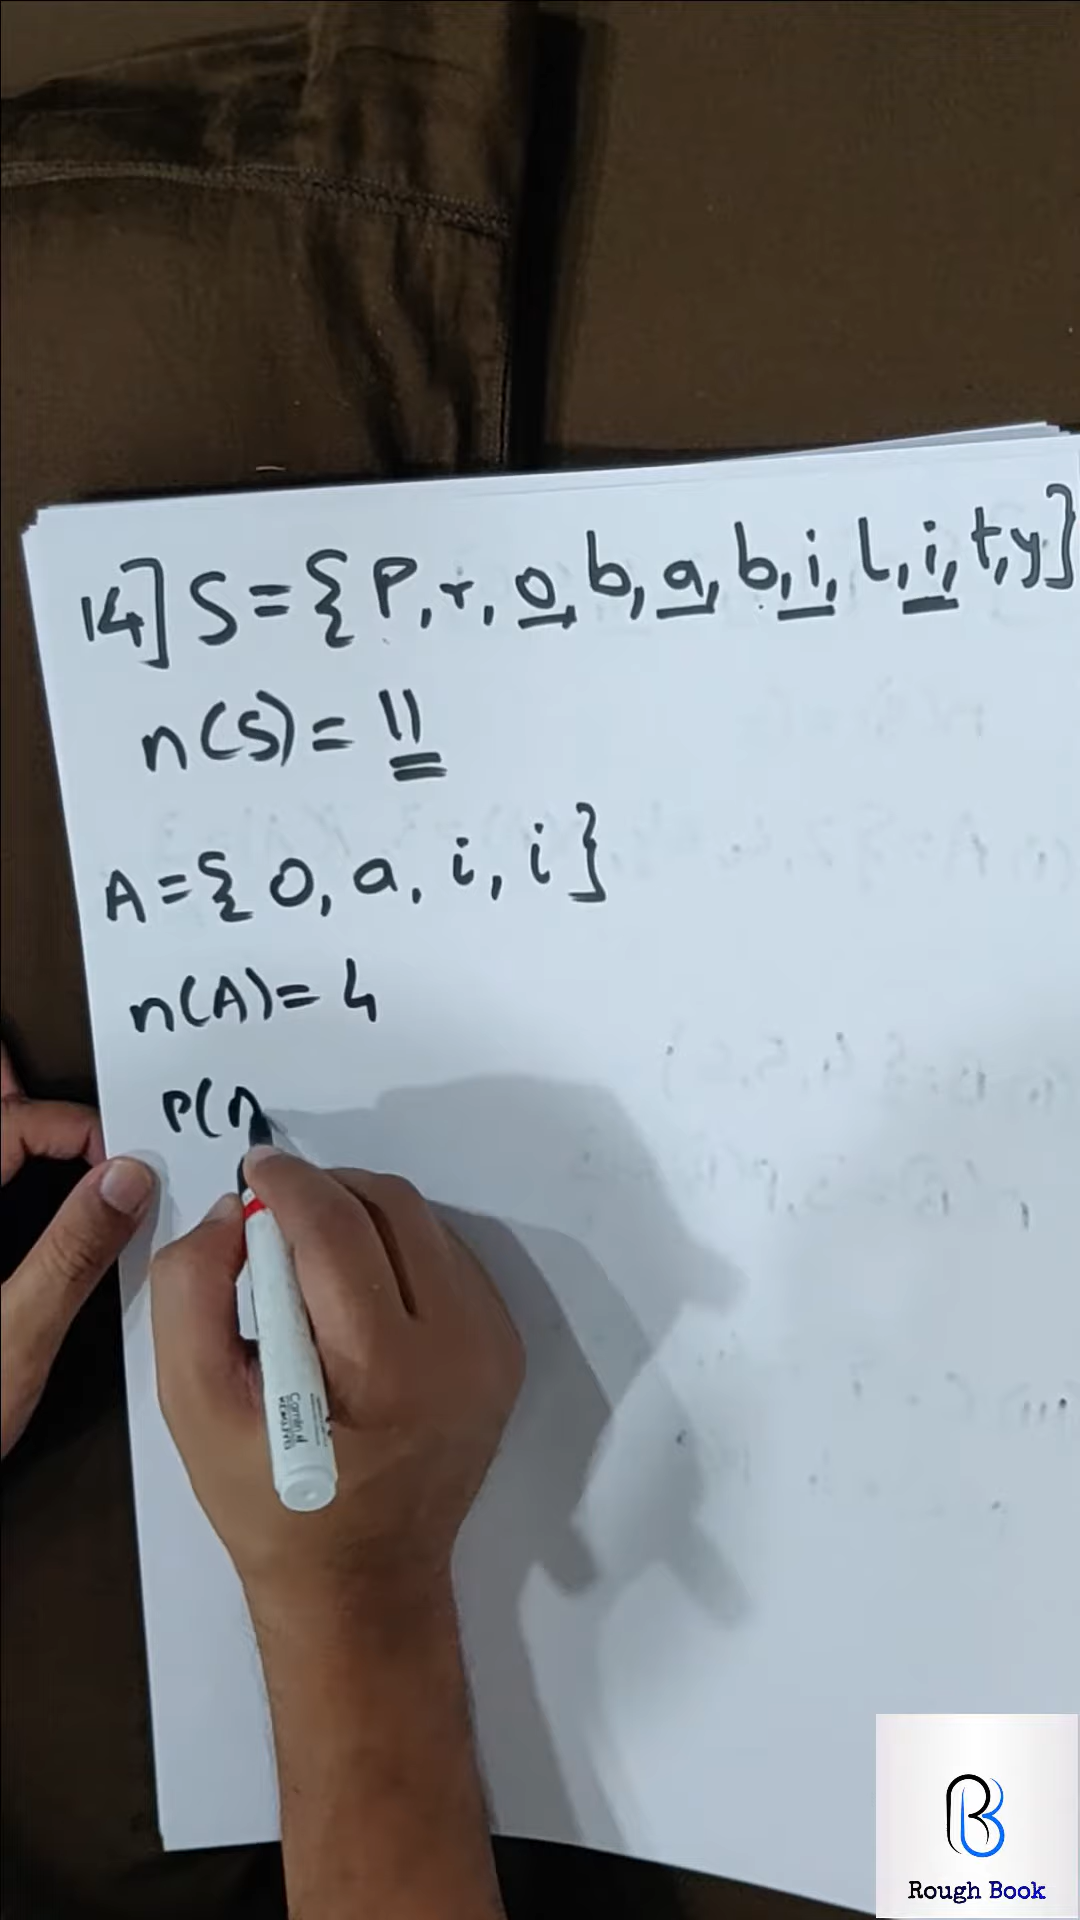 14] S = { P, r, o, b, a, b, i, l, i, t, y}
n(S) = 11
A = { o, a, i, i }
n(A) = 4
P(A
Rough Book